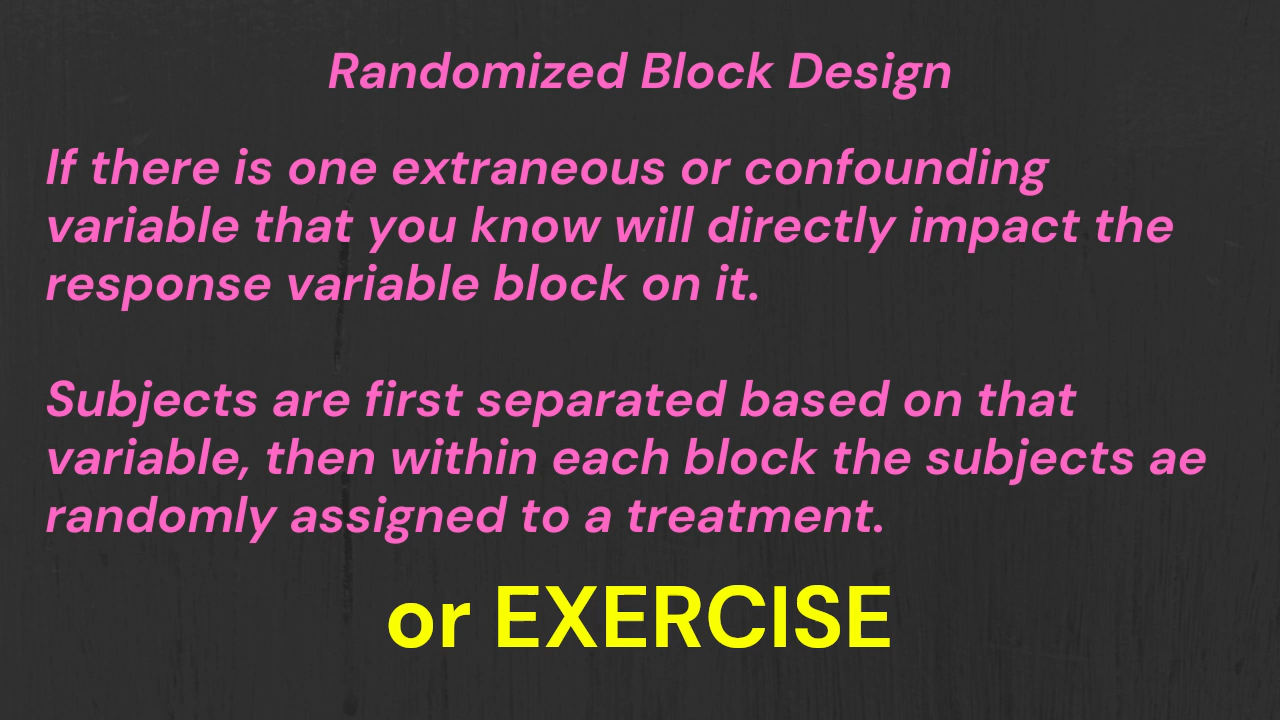 Randomized Block Design
If there is one extraneous or confounding
variable that you know will directly impact the
response variable block on it.
Subjects are first separated based on that
variable, then within each block the subjects ae
randomly assigned to a treatment.
or EXERCISE